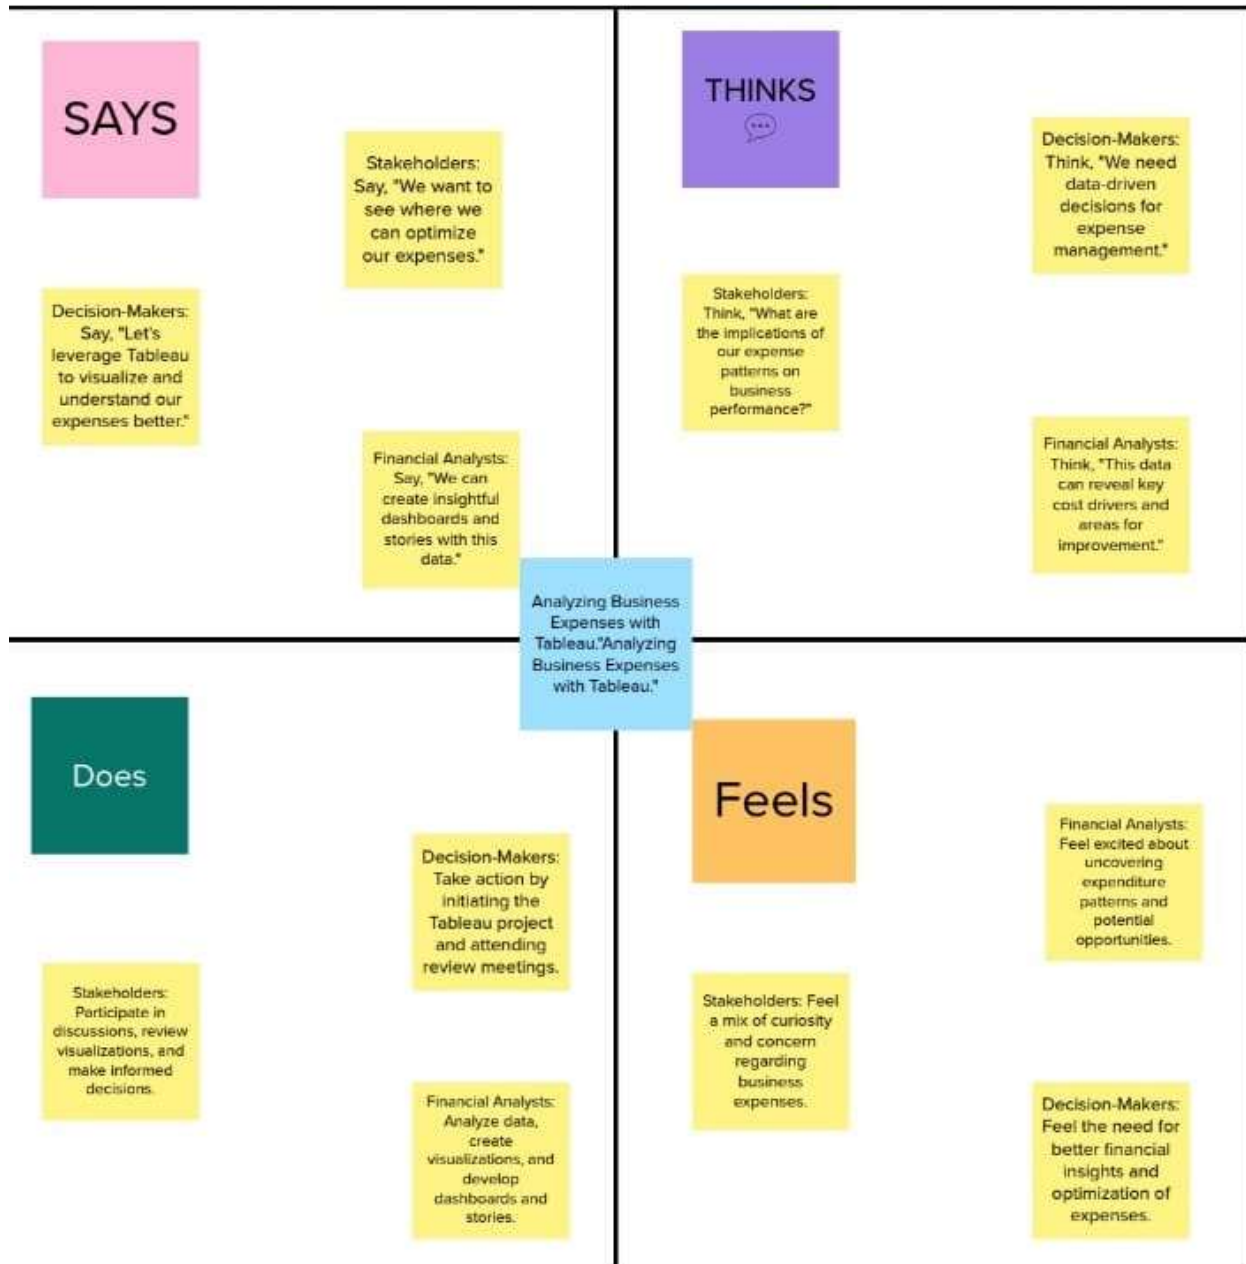 SAYS
Stakeholders:
Say, "We want to
see where we
can optimize
our expenses."
Decision-Makers:
Say, "Let's
leverage Tableau
to visualize and
understand our
expenses better."
Financial Analysts:
Say, "We can
create insightful
dashboards and
stories with this
data."
THINKS
Decision-Makers:
Think, "We need
data-driven
decisions for
expense
management."
Stakeholders:
Think, "What are
the implications of
our expense
patterns on
business
performance?"
Financial Analysts:
Think, "This data
can reveal key
cost drivers and
areas for
improvement."
Analyzing Business
Expenses with
Tableau."Analyzing
Business Expenses
with Tableau."
Does
Decision-Makers:
Take action by
initiating the
Tableau project
and attending
review meetings.
Stakeholders:
Participate in
discussions, review
visualizations, and
make informed
decisions.
Financial Analysts:
Analyze data,
create
visualizations, and
develop
dashboards and
stories.
Feels
Financial Analysts:
Feel excited about
uncovering
expenditure
patterns and
potential
opportunities.
Stakeholders: Feel
a mix of curiosity
and concern
regarding
business
expenses.
Decision-Makers:
Feel the need for
better financial
insights and
optimization of
expenses.